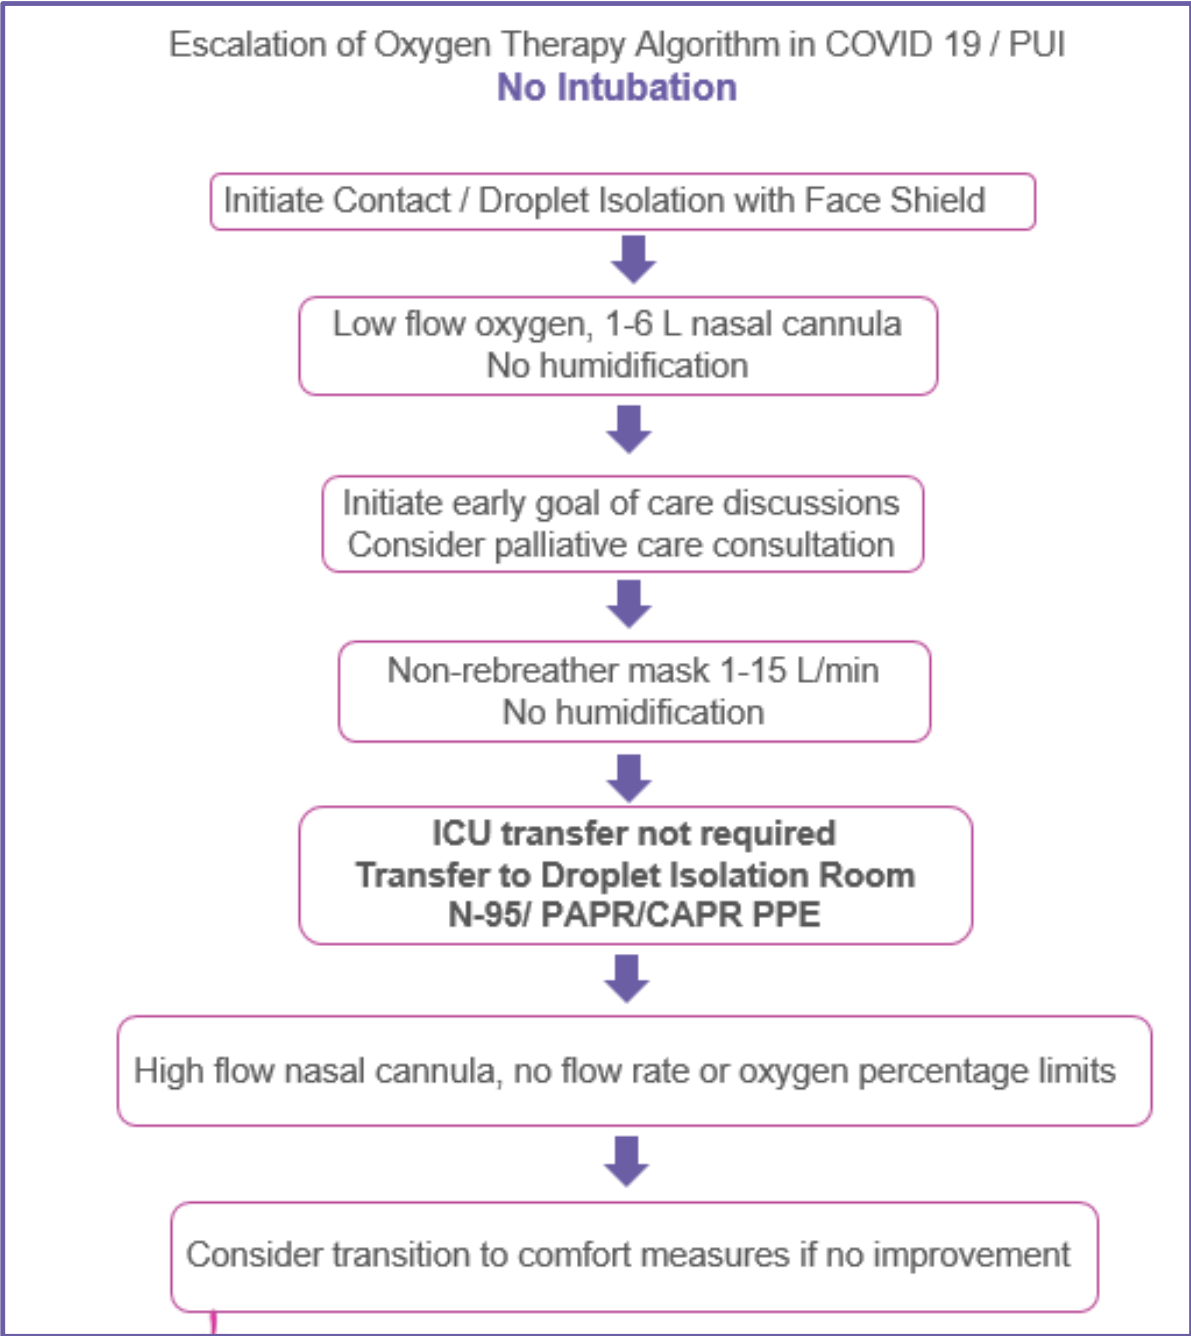 Escalation of Oxygen Therapy Algorithm in COVID 19 / PUI
No Intubation
Initiate Contact / Droplet Isolation with Face Shield
Low flow oxygen, 1-6 L nasal cannula
No humidification
Initiate early goal of care discussions
Consider palliative care consultation
Non-rebreather mask 1-15 L/min
No humidification
ICU transfer not required
Transfer to Droplet Isolation Room
N-95/ PAPR/CAPR PPE
High flow nasal cannula, no flow rate or oxygen percentage limits
Consider transition to comfort measures if no improvement